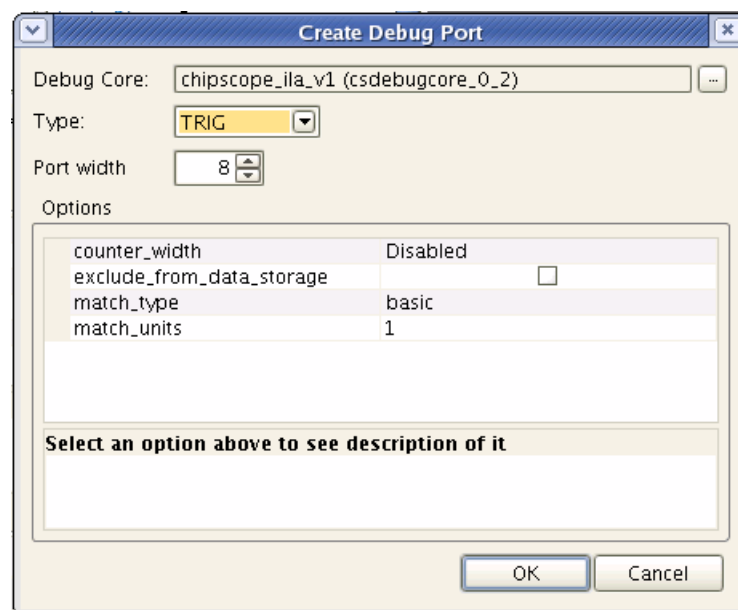 Create Debug Port
Debug Core: chipscope_ila_v1 (csdebugcore_0_2) ...
Type: TRIG
Port width 8
Options
counter_width Disabled
exclude_from_data_storage
match_type basic
match_units 1
Select an option above to see description of it
OK Cancel